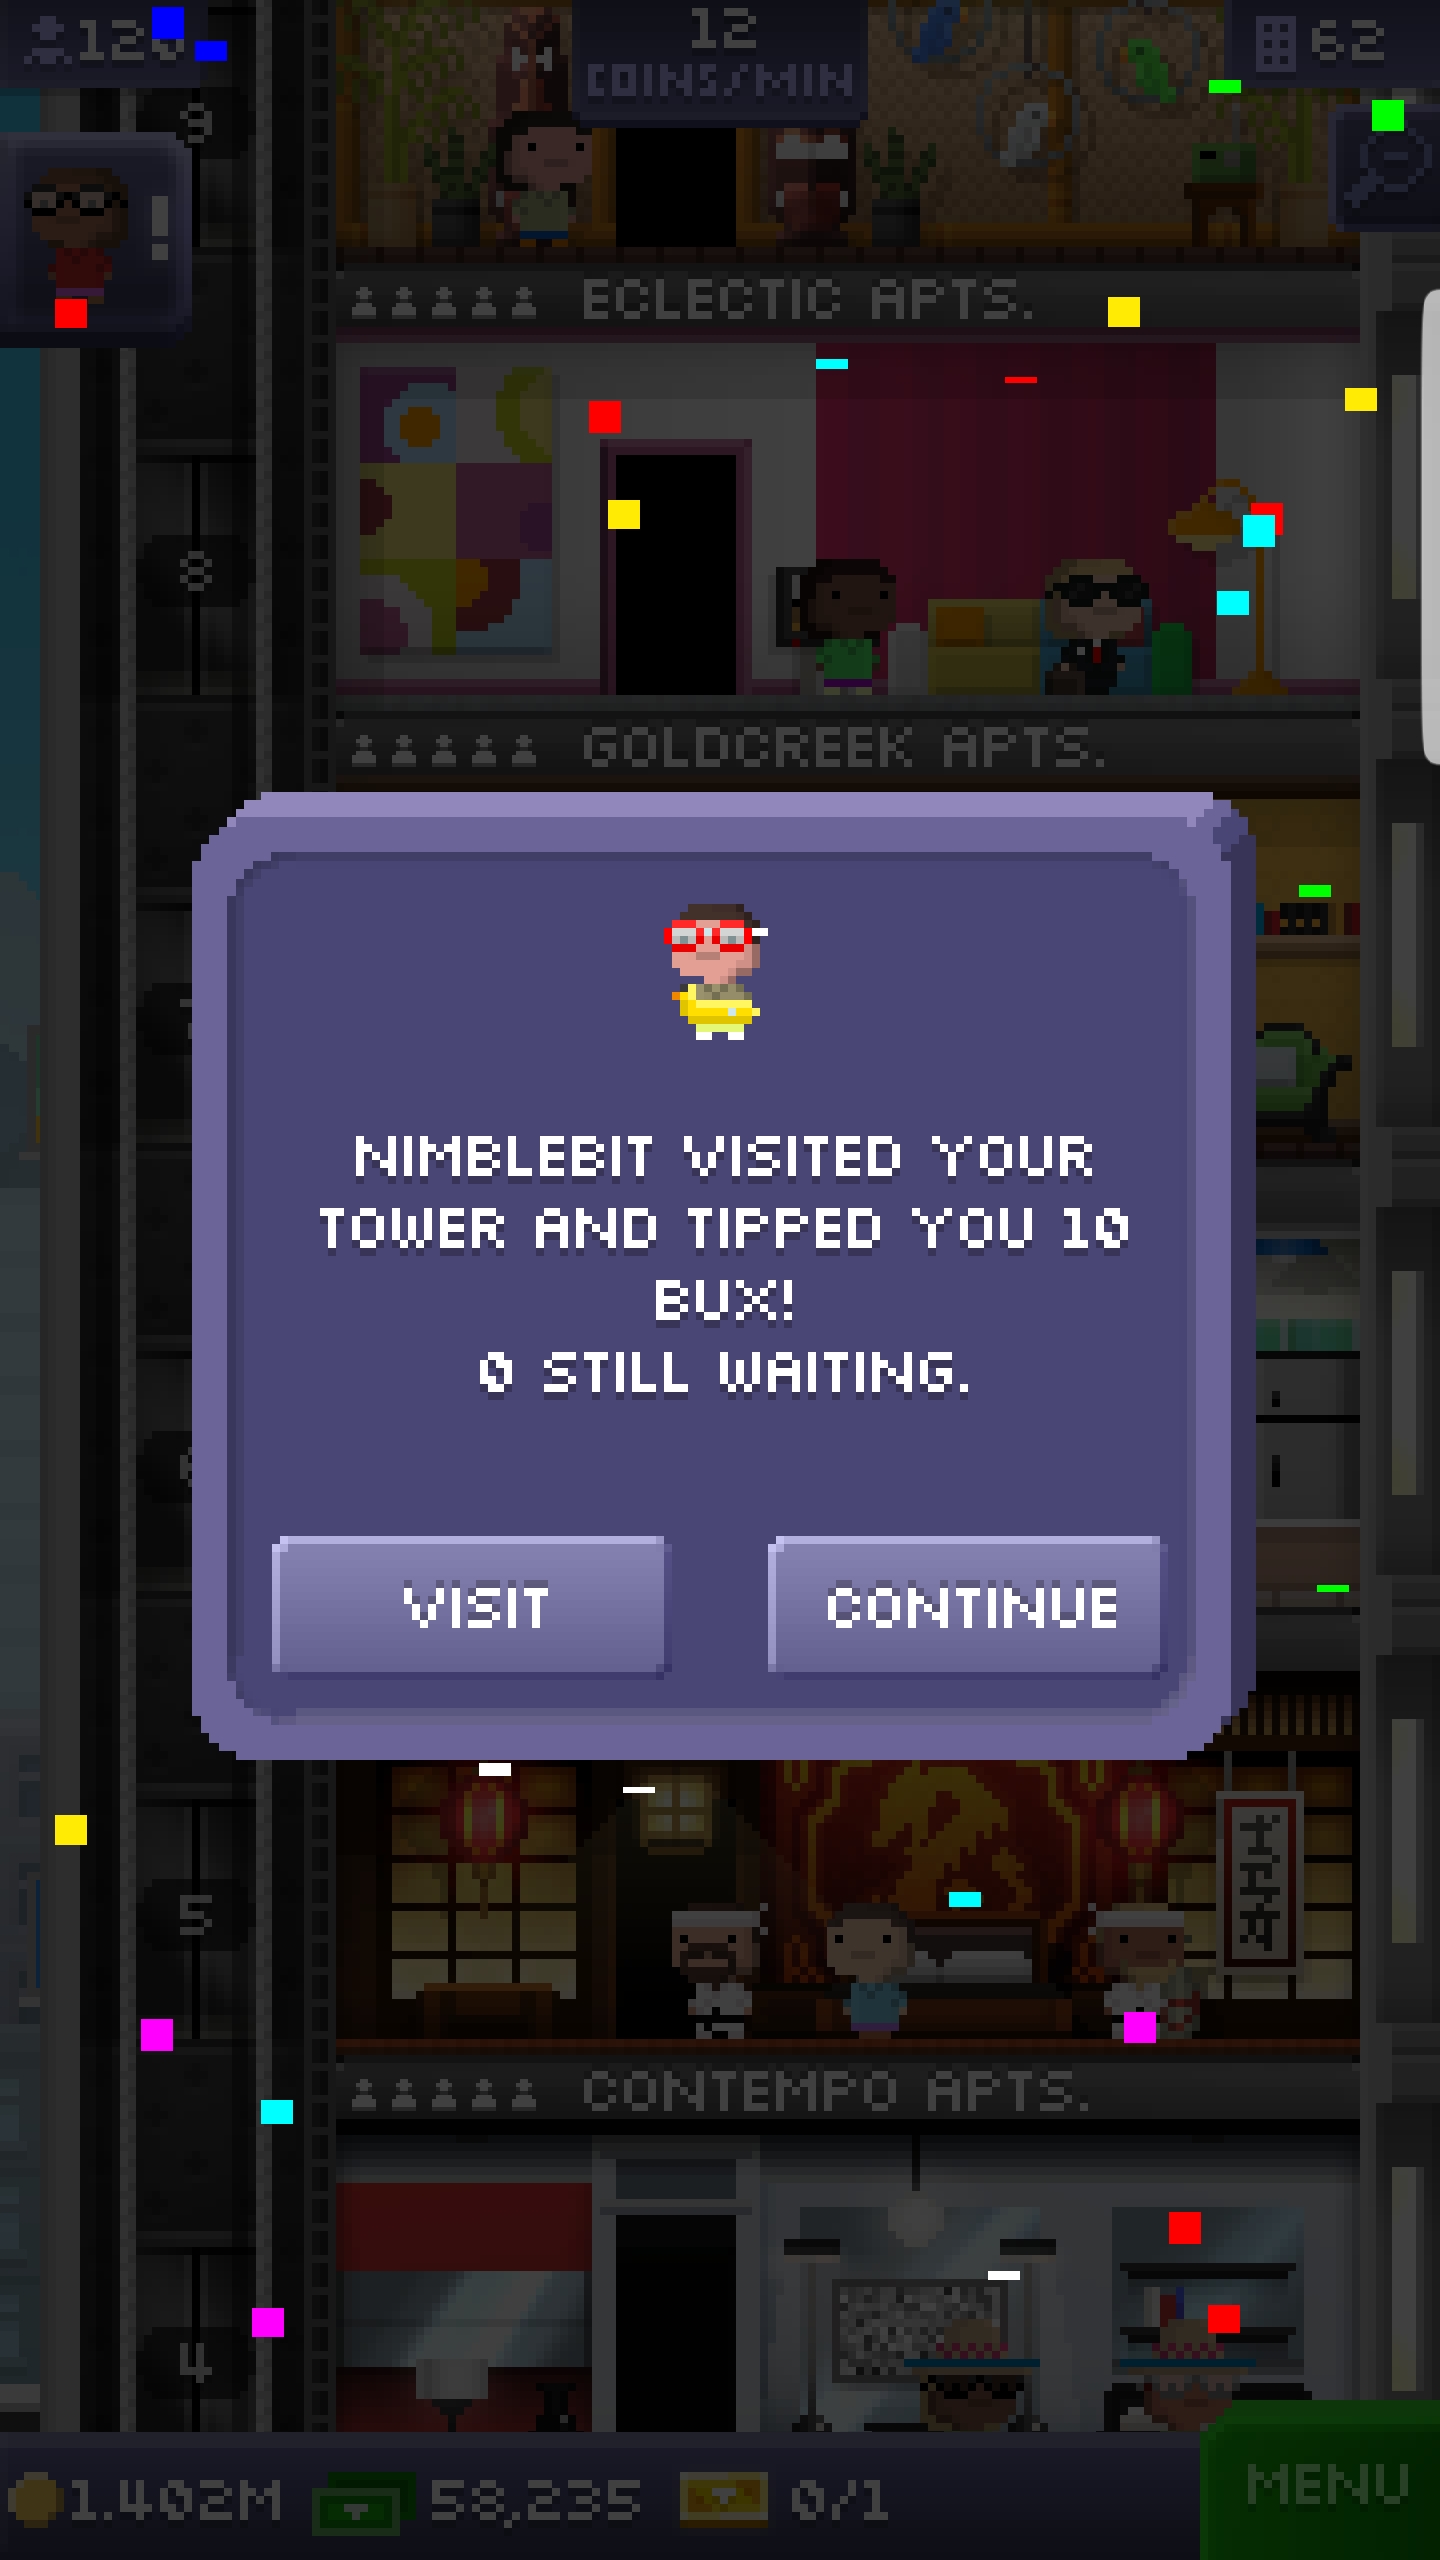 12
COINS/MIN
62
9
!
ECLECTIC APTS.
8
GOLDCREEK APTS.
NIMBLEBIT VISITED YOUR
TOWER AND TIPPED YOU 10
BUX!
0 STILL WAITING.
VISIT
CONTINUE
5
CONTEMPO APTS.
4
1.402M
58,235
0/1
MENU